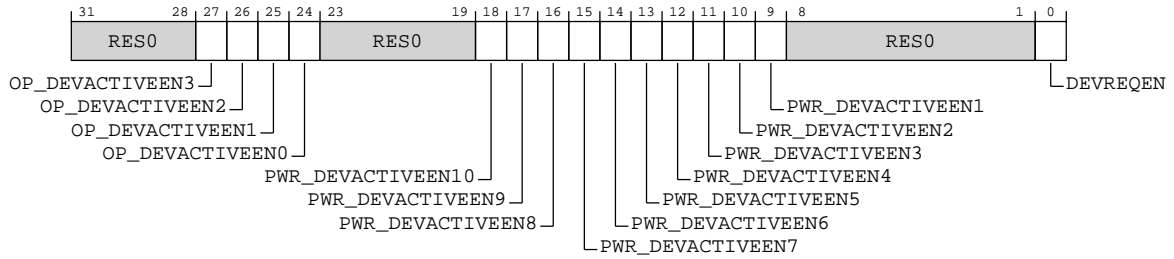 31 28 27 26 25 24 23 19 18 17 16 15 14 13 12 11 10 9 8 1 0
RES0 RES0 RES0
OP_DEVACTIVEEN3 PWR_DEVACTIVEEN1 DEVREQEN
OP_DEVACTIVEEN2 PWR_DEVACTIVEEN2
OP_DEVACTIVEEN1 PWR_DEVACTIVEEN3
OP_DEVACTIVEEN0 PWR_DEVACTIVEEN4
PWR_DEVACTIVEEN10 PWR_DEVACTIVEEN5
PWR_DEVACTIVEEN9 PWR_DEVACTIVEEN6
PWR_DEVACTIVEEN8 PWR_DEVACTIVEEN7